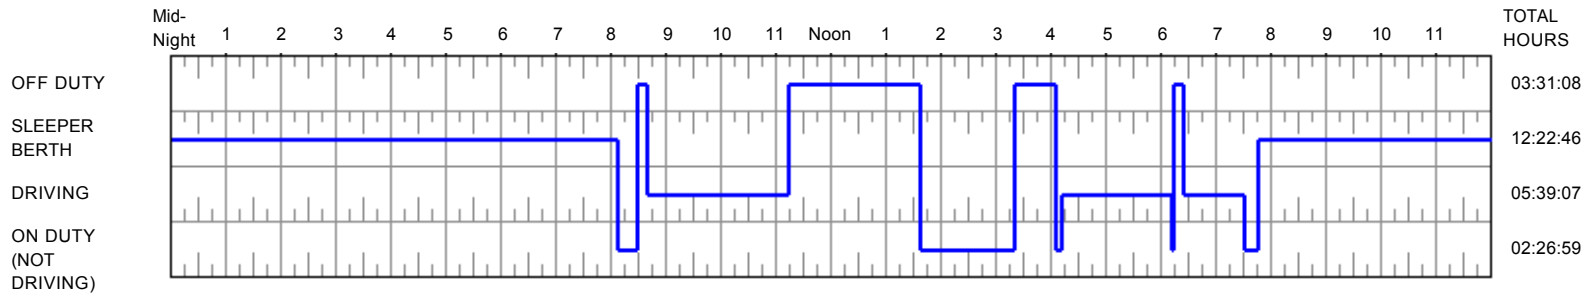 Mid-
Night 1 2 3 4 5 6 7 8 9 10 11 Noon 1 2 3 4 5 6 7 8 9 10 11
TOTAL
HOURS
OFF DUTY 03:31:08
SLEEPER
BERTH 12:22:46
DRIVING 05:39:07
ON DUTY
(NOT
DRIVING) 02:26:59